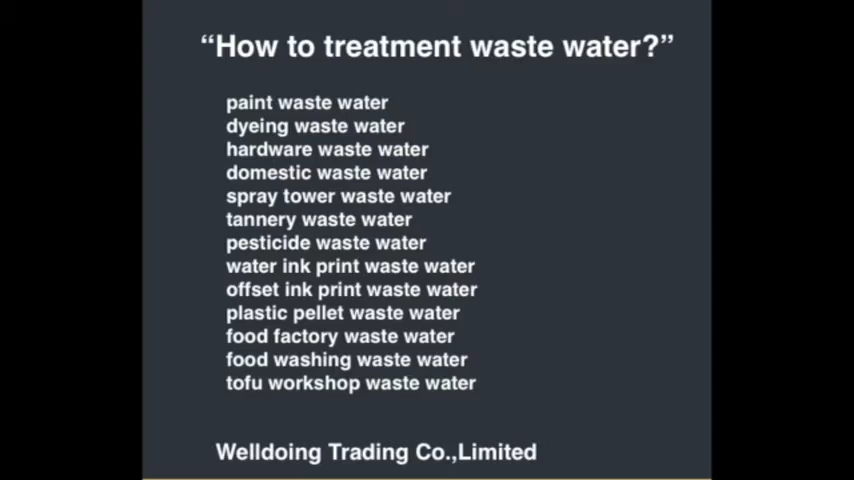 “How to treatment waste water?”
paint waste water
dyeing waste water
hardware waste water
domestic waste water
spray tower waste water
tannery waste water
pesticide waste water
water ink print waste water
offset ink print waste water
plastic pellet waste water
food factory waste water
food washing waste water
tofu workshop waste water
Welldoing Trading Co.,Limited